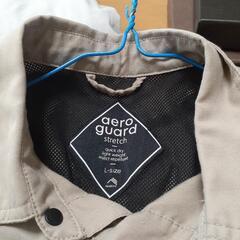 aero
guard
stretch
quick dry
light weight
insect repellent
L-SIZE